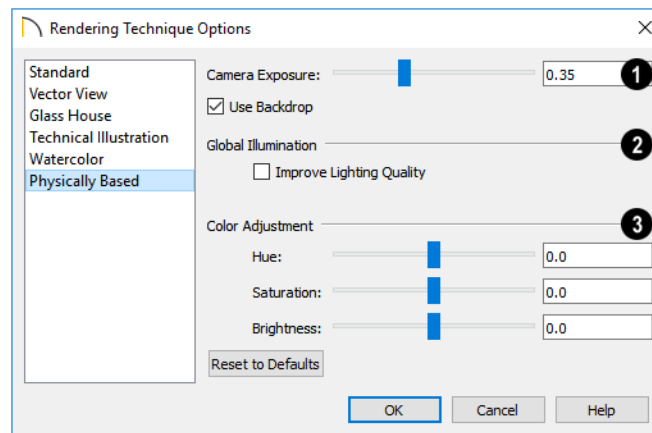 Rendering Technique Options
Standard
Vector View
Glass House
Technical Illustration
Watercolor
Physically Based
Camera Exposure: 0.35 1
Use Backdrop
Global Illumination 2
Improve Lighting Quality
Color Adjustment 3
Hue: 0.0
Saturation: 0.0
Brightness: 0.0
Reset to Defaults
OK Cancel Help